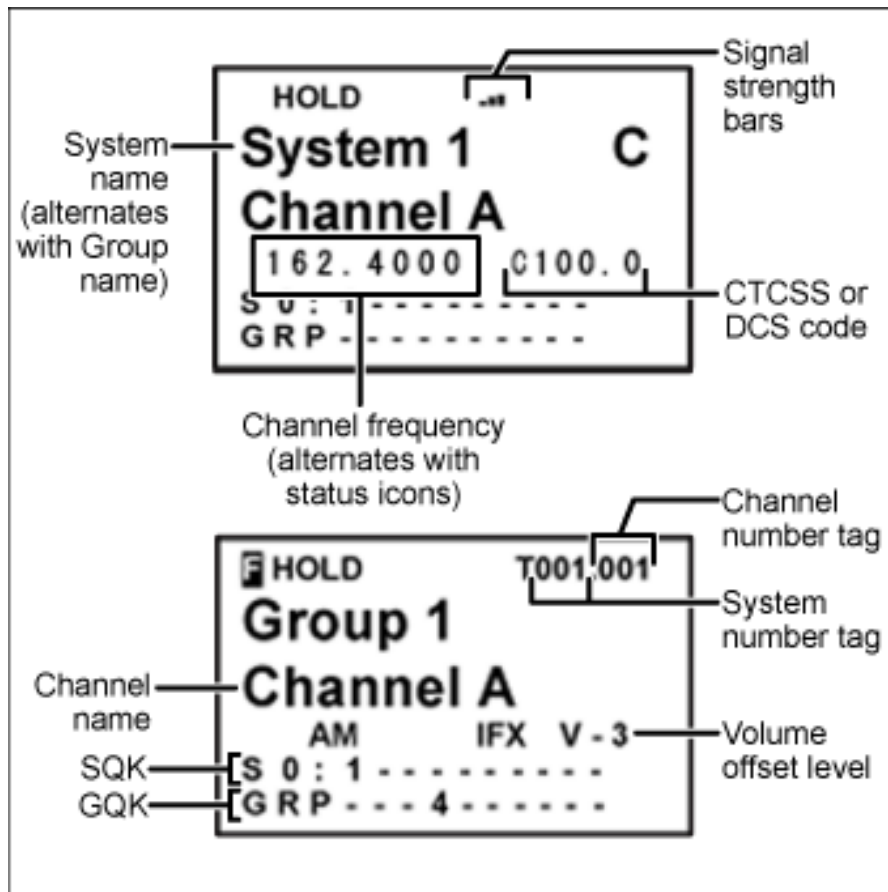 Signal
strength
bars
HOLD
System
name
(alternates
with Group
name)
System 1 C
Channel A
162.4000 C100.0
S 0 : 1 - - - - - - - - -
G R P - - - - - - - - - -
CTCSS or
DCS code
Channel frequency
(alternates with
status icons)
Channel
number tag
F HOLD T001.001
System
number tag
Group 1
Channel
name
Channel A
AM IFX V - 3
Volume
offset level
SQK
S 0 : 1 - - - - - - - - -
GQK
G R P - - - 4 - - - - - -